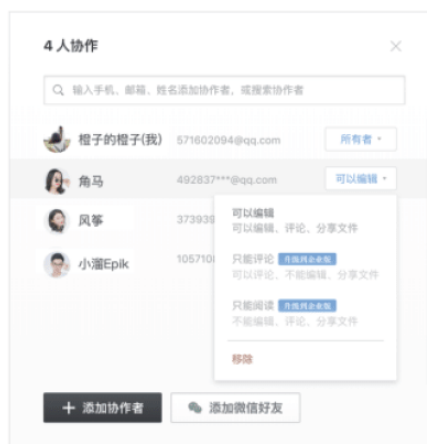 4 人协作
输入手机、邮箱、姓名添加协作者，或搜索协作者
橙子的橙子(我) 571602094@qq.com 所有者
角马 492837***@qq.com 可以编辑
风筝 373939
可以编辑
可以编辑、评论、分享文件
小溜Epik 105710
只能评论 升级到企业版
可以评论、不能编辑、分享文件
只能阅读 升级到企业版
不能编辑、评论、分享文件
移除
添加协作者 添加微信好友